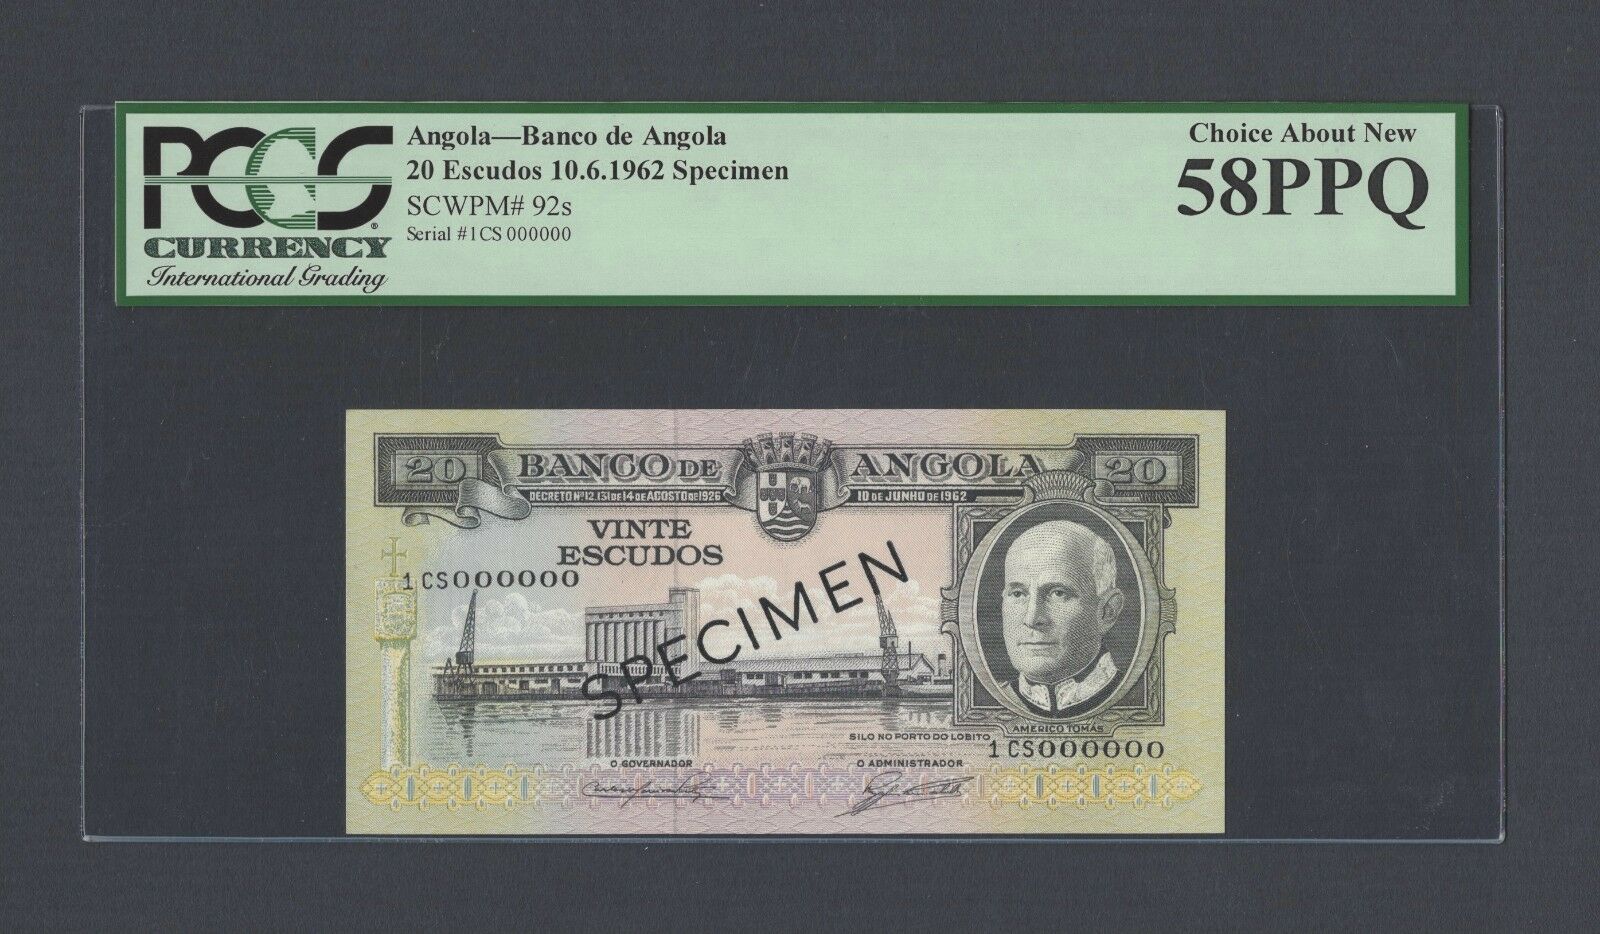 PCGS
CURRENCY
International Grading
Angola—Banco de Angola
20 Escudos 10.6.1962 Specimen
SCWPM# 92s
Serial #1CS 000000
Choice About New
58PPQ
20 BANCO DE ANGOLA 20
DECRETO Nº 12.131 DE 14 DE AGOSTO DE 1926 10 DE JUNHO DE 1962
VINTE
ESCUDOS
1CS000000
SPECIMEN
AMERICO TOMÁS
SILO NO PORTO DO LOBITO
1CS000000
O GOVERNADOR O ADMINISTRADOR